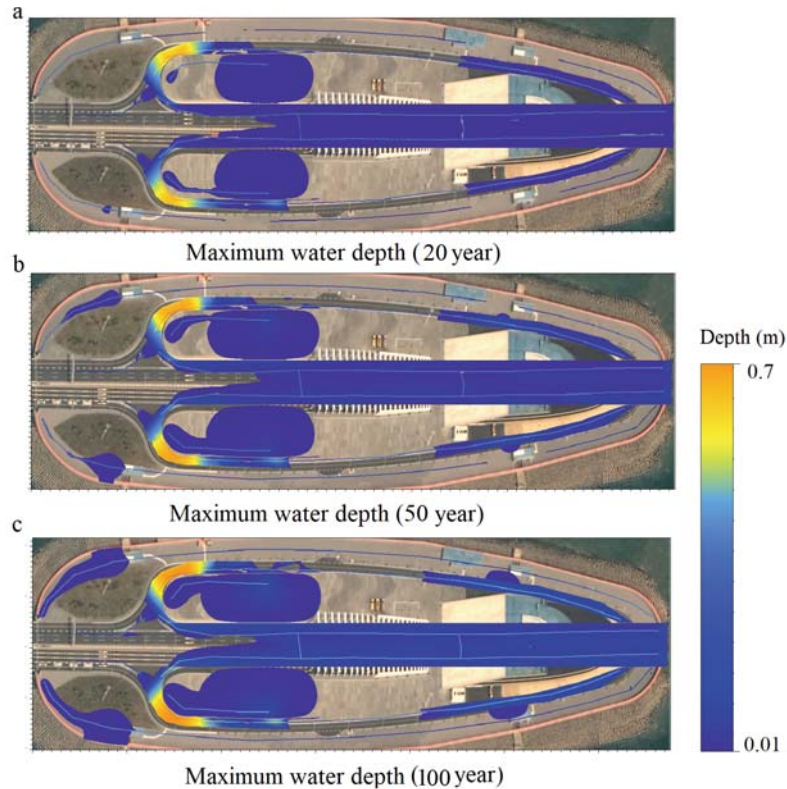 a
Maximum water depth (20 year)
b
Maximum water depth (50 year)
Depth (m)
0.7
c
0.01
Maximum water depth (100 year)